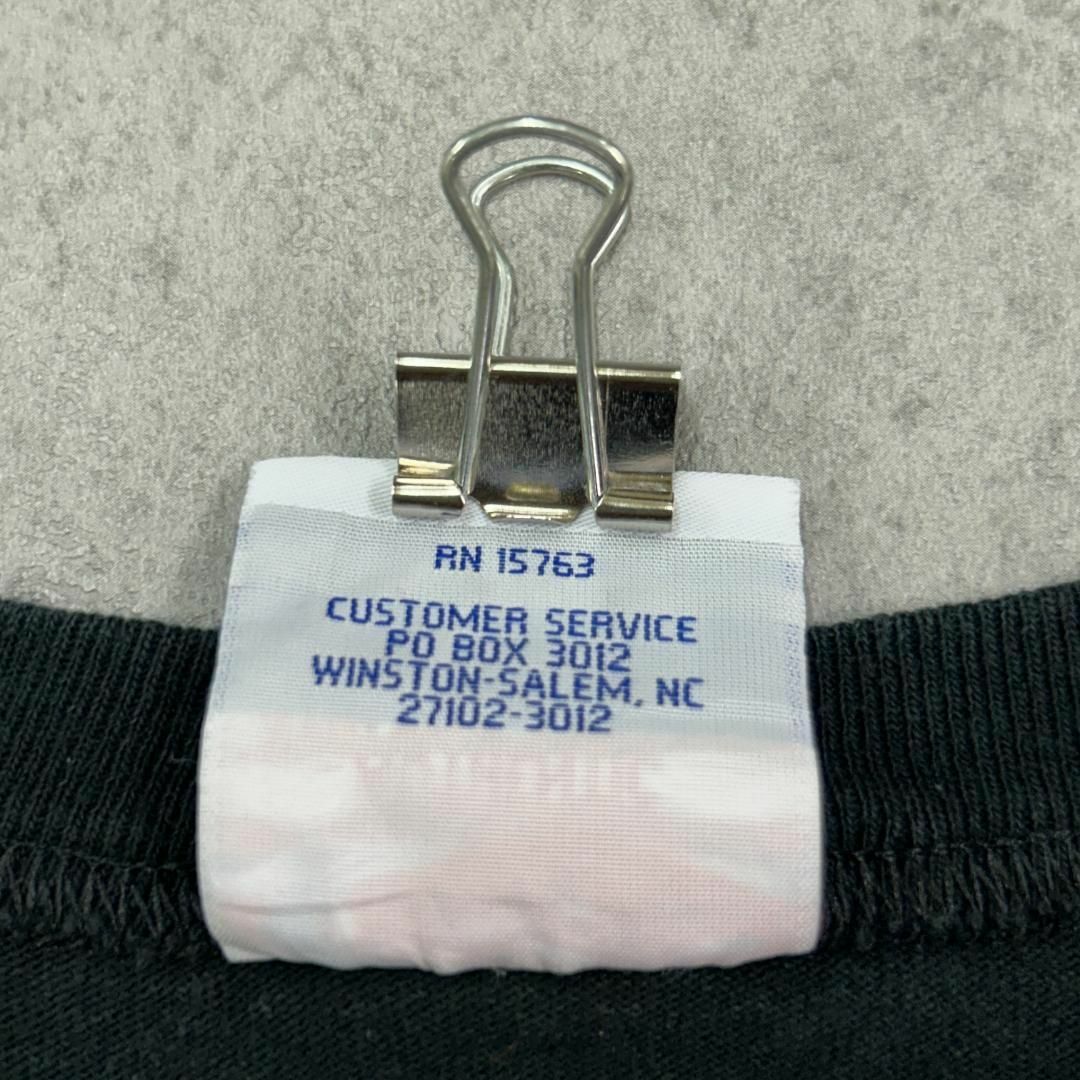 RN 15763
CUSTOMER SERVICE
PO BOX 3012
WINSTON-SALEM, NC
27102-3012